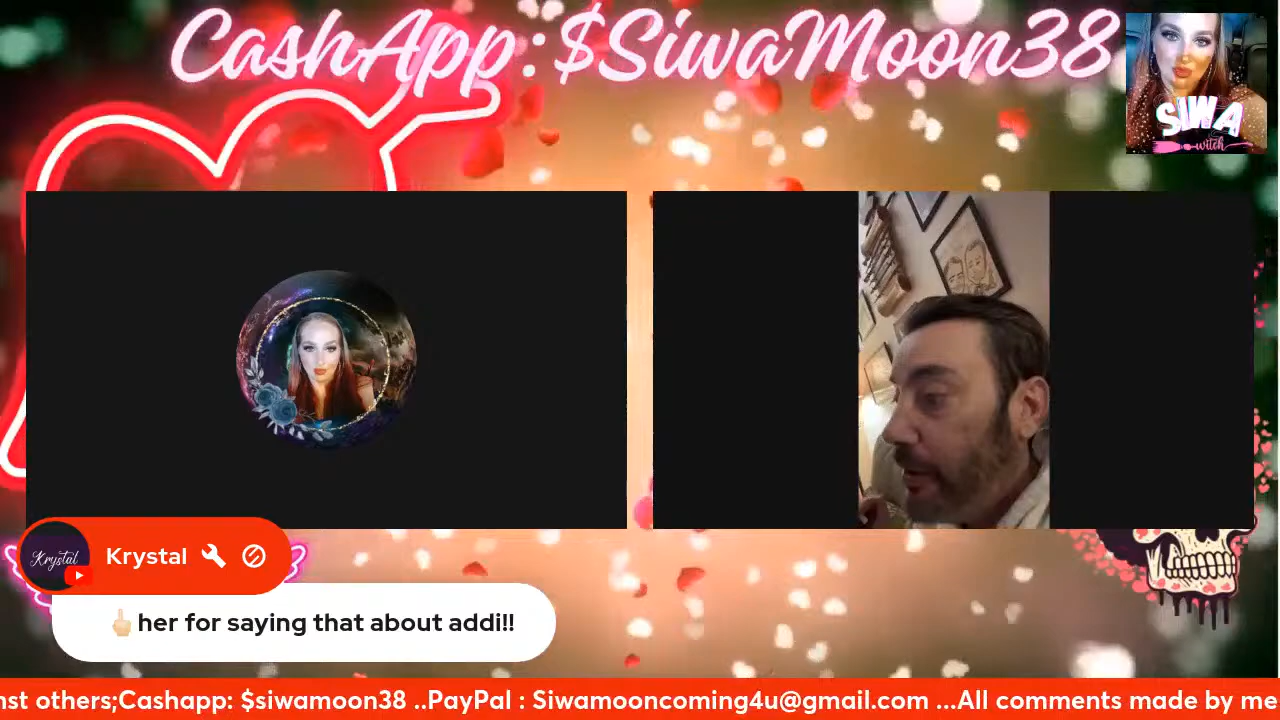 CashApp:$SiwaMoon38
SIWA
witch
Krystal
Krystal
🖕🏻her for saying that about addi!!
nst others;Cashapp: $siwamoon38 ..PayPal : Siwamooncoming4u@gmail.com ...All comments made by me